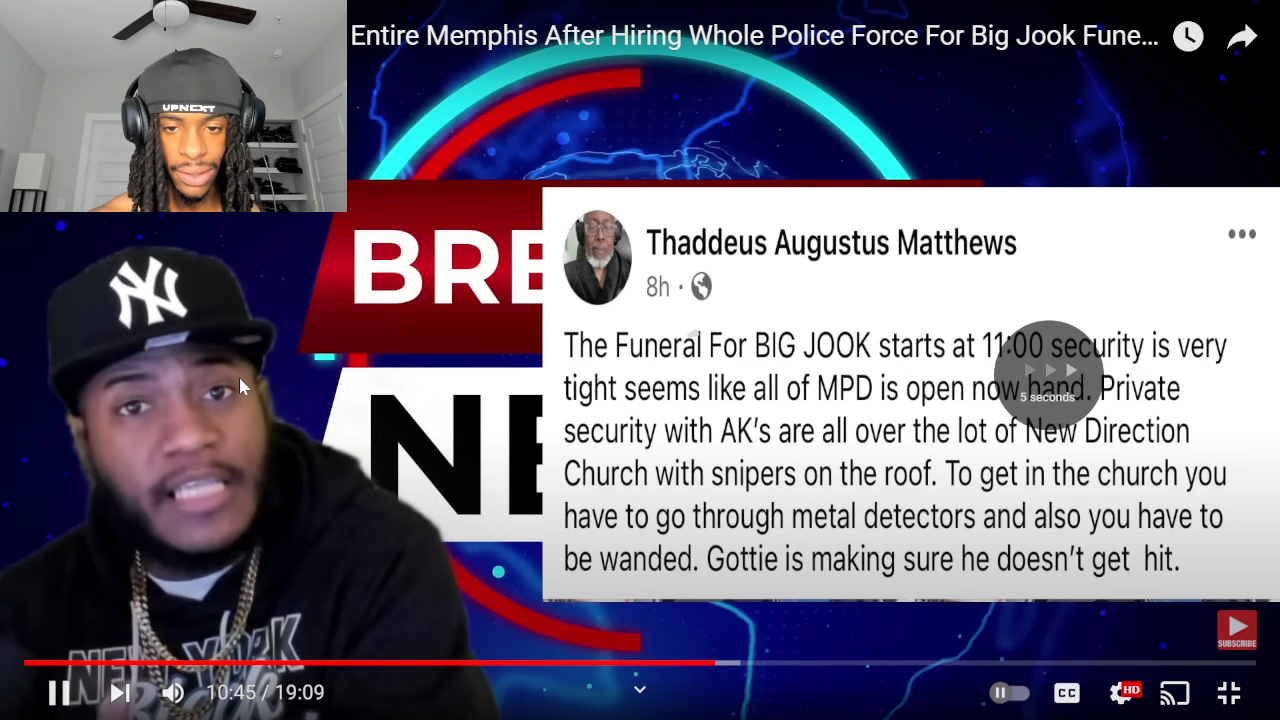 Entire Memphis After Hiring Whole Police Force For Big Jook Fune...
UPNEXT
BRE
Thaddeus Augustus Matthews
8h ·
The Funeral For BIG JOOK starts at 11:00 security is very
tight seems like all of MPD is open now hand. Private
security with AK's are all over the lot of New Direction
Church with snipers on the roof. To get in the church you
have to go through metal detectors and also you have to
be wanded. Gottie is making sure he doesn't get hit.
5 seconds
NY
NE
NEW YORK
SUBSCRIBE
10:45 / 19:09
CC
HD